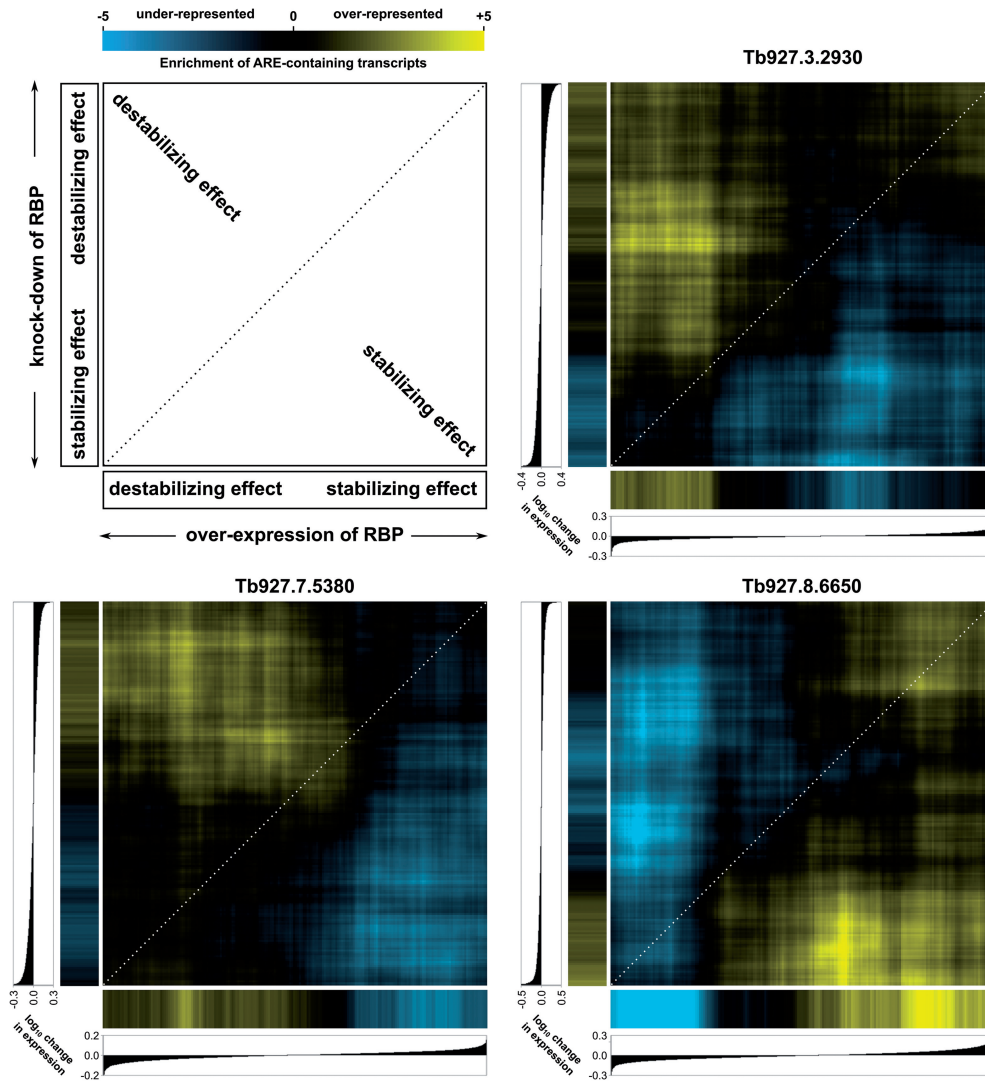 -5 under-represented 0 over-represented +5
Enrichment of ARE-containing transcripts
knock-down of RBP
destabilizing effect
stabilizing effect
destabilizing effect
stabilizing effect
destabilizing effect stabilizing effect
over-expression of RBP
Tb927.3.2930
-0.4 0.0 0.4
log10 change
in expression
0.3
0.0
-0.3
Tb927.7.5380
-0.3 0.0 0.3
log10 change
in expression
0.2
0.0
-0.2
Tb927.8.6650
-0.5 0.0 0.5
log10 change
in expression
0.3
0.0
-0.3